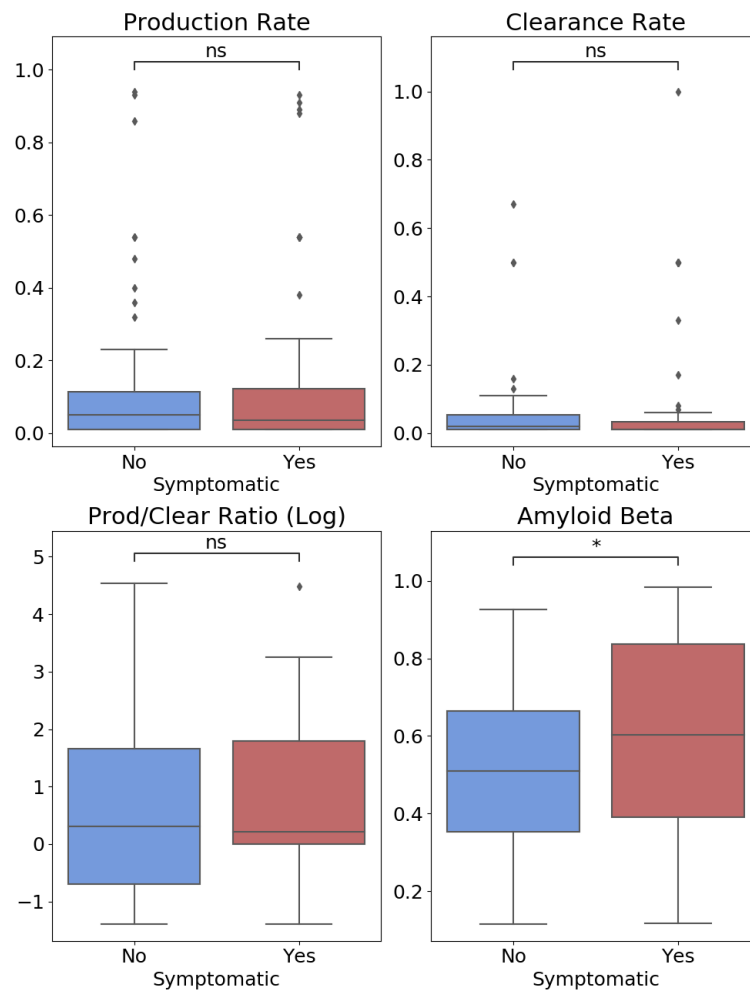 Production Rate
ns
1.0
0.8
0.6
0.4
0.2
0.0
No Yes
Symptomatic
Clearance Rate
ns
1.0
0.8
0.6
0.4
0.2
0.0
No Yes
Symptomatic
Prod/Clear Ratio (Log)
ns
5
4
3
2
1
0
−1
No Yes
Symptomatic
Amyloid Beta
*
1.0
0.8
0.6
0.4
0.2
No Yes
Symptomatic